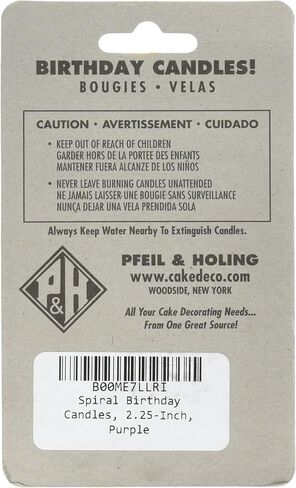 BIRTHDAY CANDLES!
BOUGIES • VELAS
CAUTION • AVERTISSEMENT • CUIDADO
• KEEP OUT OF REACH OF CHILDREN
GARDER HORS DE LA PORTEE DES ENFANTS
MANTENER FUERA ALCANZE DE LOS NIÑOS
• NEVER LEAVE BURNING CANDLES UNATTENDED
NE JAMAIS LAISSER·UNE BOUGIE SANS SURVEILLANCE
NUNCA DEJAR UNA VELA PRENDIDA SOLA
Always Keep Water Nearby To Extinguish Candles.
P&H
PFEIL & HOLING
www.cakedeco.com
WOODSIDE, NEW YORK
All Your Cake Decorating Needs...
From One Great Source!
B00ME7LLRI
Spiral Birthday
Candles, 2.25-Inch,
Purple